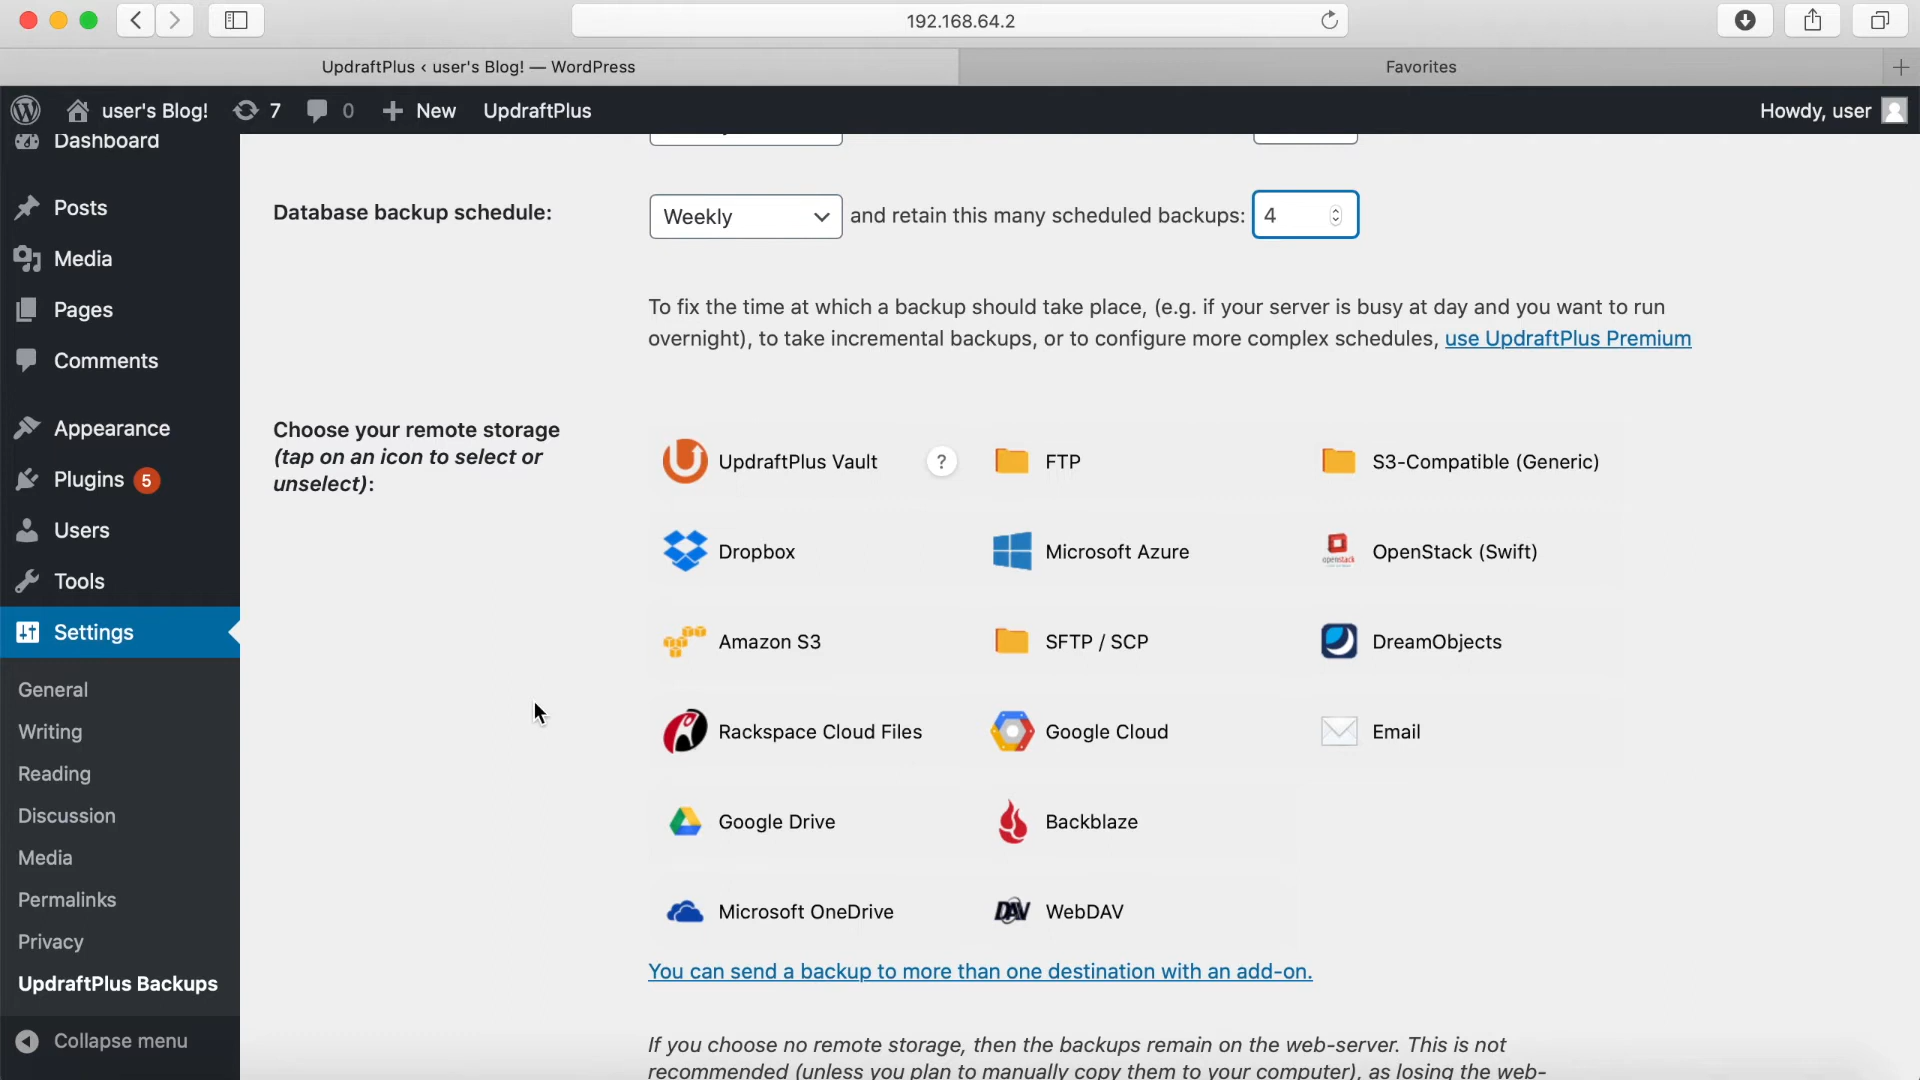 192.168.64.2
UpdraftPlus ‹ user's Blog! — WordPress
Favorites
user's Blog!
7
0
New
UpdraftPlus
Howdy, user
Dashboard
Posts
Media
Pages
Comments
Appearance
Plugins 5
Users
Tools
Settings
General
Writing
Reading
Discussion
Media
Permalinks
Privacy
UpdraftPlus Backups
Collapse menu
Database backup schedule:
Weekly
and retain this many scheduled backups:
4
To fix the time at which a backup should take place, (e.g. if your server is busy at day and you want to run
overnight), to take incremental backups, or to configure more complex schedules, use UpdraftPlus Premium
Choose your remote storage
(tap on an icon to select or
unselect):
UpdraftPlus Vault
?
FTP
S3-Compatible (Generic)
Dropbox
Microsoft Azure
openstack
OpenStack (Swift)
Amazon S3
SFTP / SCP
DreamObjects
Rackspace Cloud Files
Google Cloud
Email
Google Drive
Backblaze
Microsoft OneDrive
DAV
WebDAV
You can send a backup to more than one destination with an add-on.
If you choose no remote storage, then the backups remain on the web-server. This is not
recommended (unless you plan to manually copy them to your computer), as losing the web-